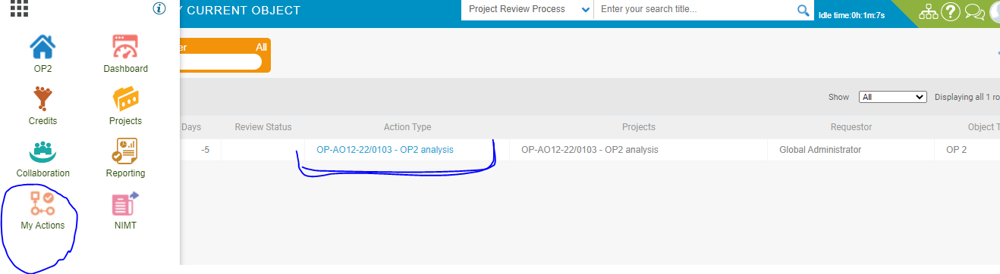 Y CURRENT OBJECT
Project Review Process
Enter your search title...
Idle time:0h:1m:7s
OP2
Dashboard
Credits
Projects
Collaboration
Reporting
My Actions
NIMT
er
All
Show
All
Displaying all 1 ro
Days
Review Status
Action Type
Projects
Requestor
Object T
-5
OP-AO12-22/0103 - OP2 analysis
OP-AO12-22/0103 - OP2 analysis
Global Administrator
OP 2